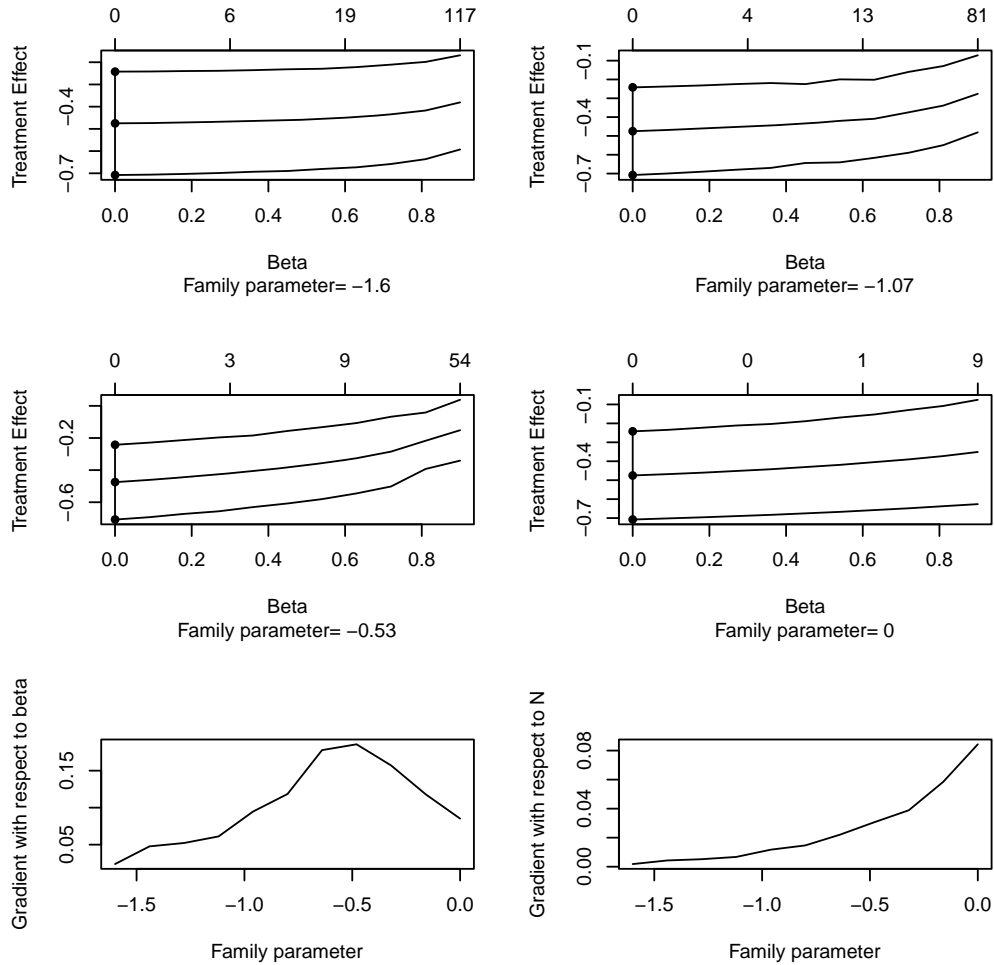 0 6 19 117
Treatment Effect
−0.4
−0.7
0.0 0.2 0.4 0.6 0.8
Beta
Family parameter= −1.6
0 4 13 81
Treatment Effect
−0.1
−0.4
−0.7
0.0 0.2 0.4 0.6 0.8
Beta
Family parameter= −1.07
0 3 9 54
Treatment Effect
−0.2
−0.6
0.0 0.2 0.4 0.6 0.8
Beta
Family parameter= −0.53
0 0 1 9
Treatment Effect
−0.1
−0.4
−0.7
0.0 0.2 0.4 0.6 0.8
Beta
Family parameter= 0
Gradient with respect to beta
0.15
0.05
−1.5 −1.0 −0.5 0.0
Family parameter
Gradient with respect to N
0.08
0.04
0.00
−1.5 −1.0 −0.5 0.0
Family parameter